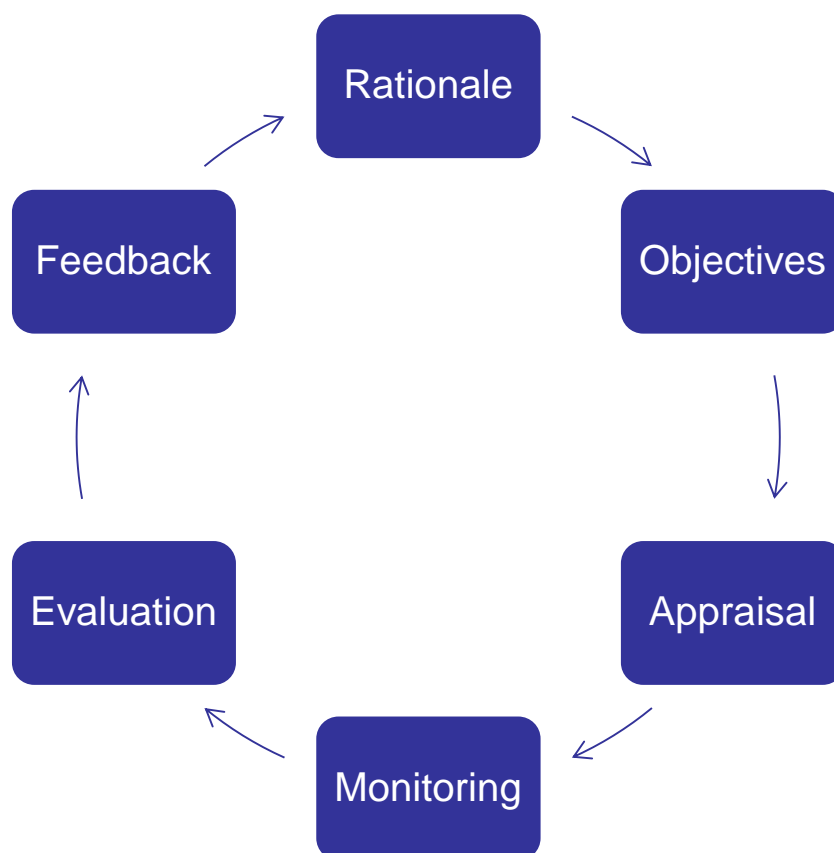 Rationale
Objectives
Appraisal
Monitoring
Evaluation
Feedback